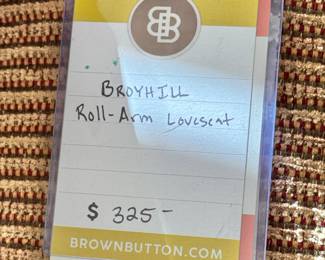 BB
BROYHILL
Roll-Arm Loveseat
$ 325-
BROWNBUTTON.COM